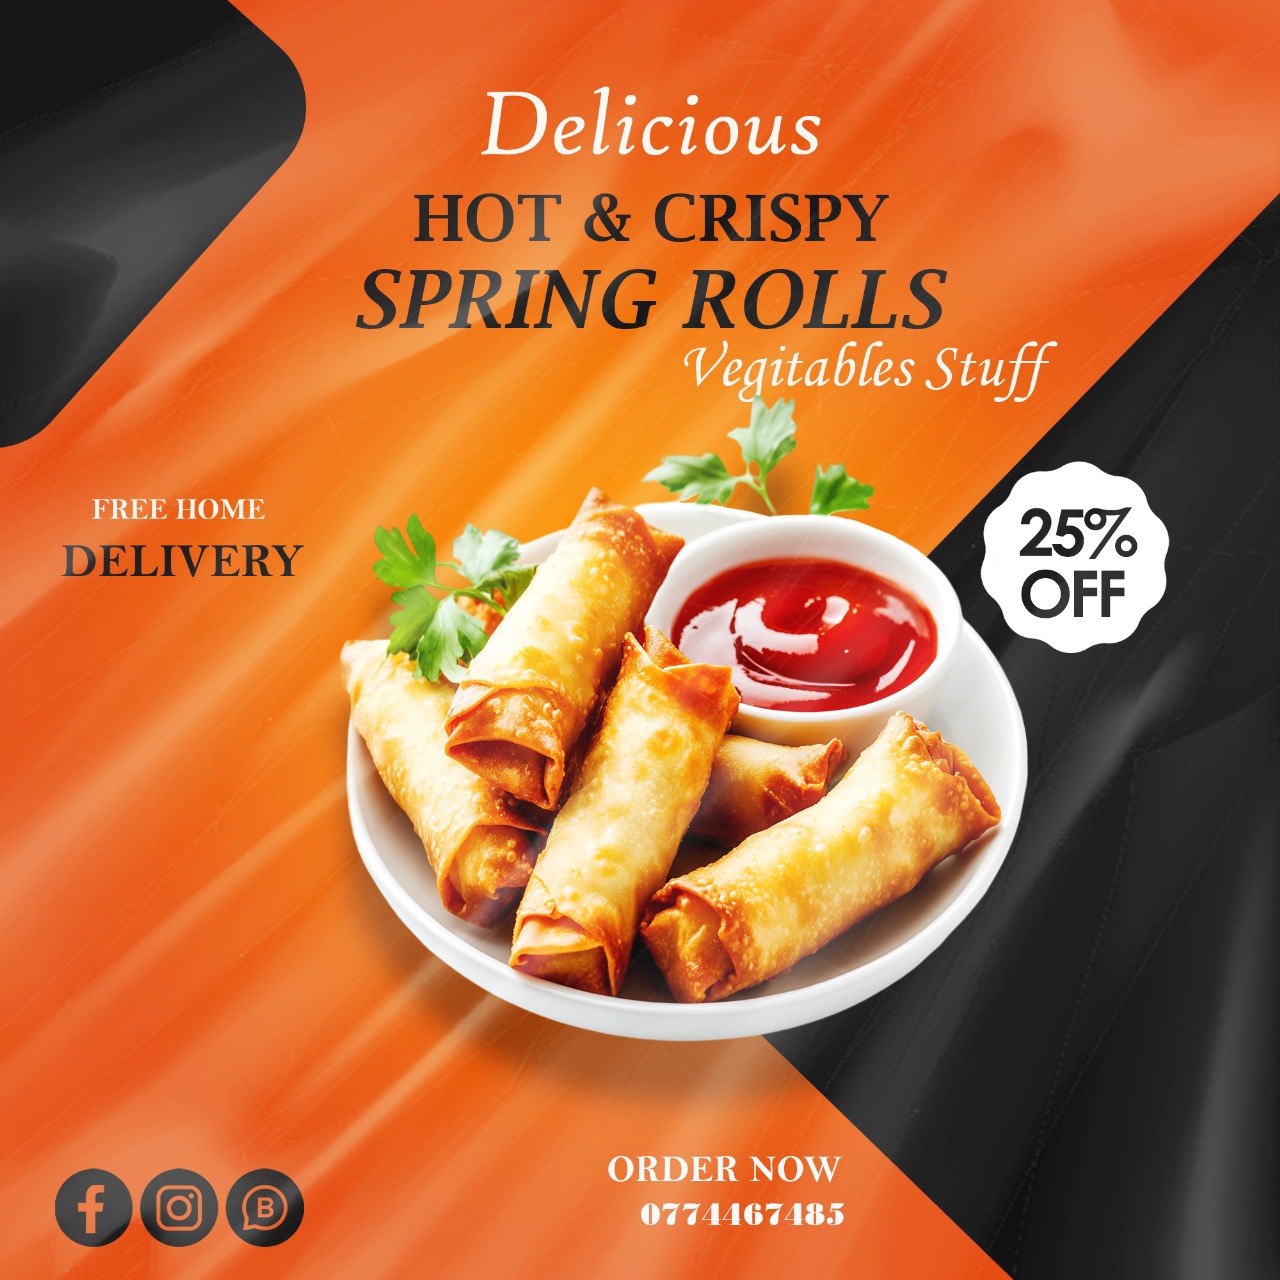 Delicious
HOT & CRISPY
SPRING ROLLS
Vegitables Stuff
FREE HOME
DELIVERY
25%
OFF
ORDER NOW
0774467485
B